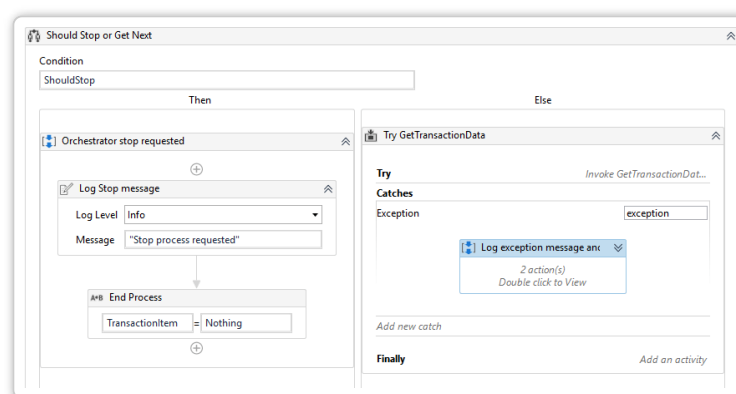 Should Stop or Get Next
Condition
ShouldStop
Then
Else
Orchestrator stop requested
Log Stop message
Log Level Info
Message "Stop process requested"
A*B End Process
TransactionItem = Nothing
Try GetTransactionData
Try Invoke GetTransactionDat...
Catches
Exception exception
Log exception message and
2 action(s)
Double click to View
Add new catch
Finally Add an activity